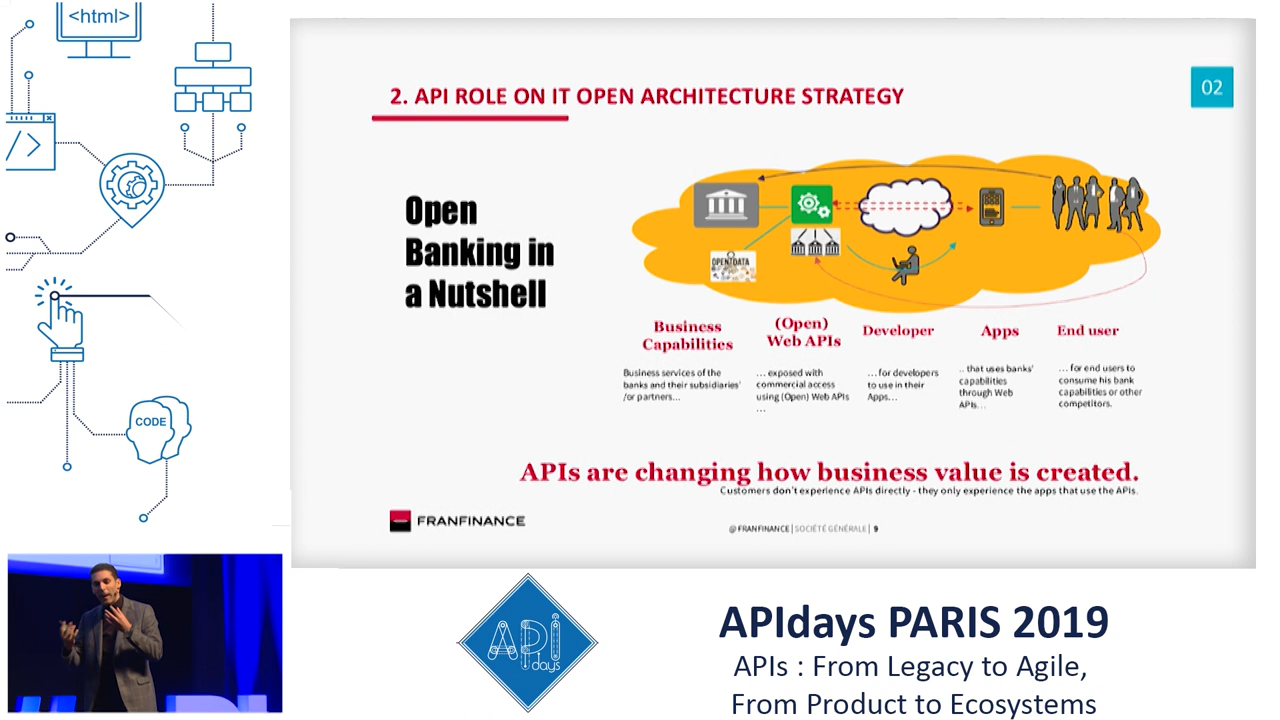 <html>
</>
CODE
2. API ROLE ON IT OPEN ARCHITECTURE STRATEGY
02
Open
Banking in
a Nutshell
OPEN DATA
Business
Capabilities
(Open)
Web APIs
Developer
Apps
End user
Business services of the
banks and their subsidiaries'
/or partners...
... exposed with
commercial access
using (Open) Web APIs
...
... for developers
to use in their
Apps...
.. that uses banks'
capabilities
through Web
APIs...
... for end users to
consume his bank
capabilities or other
competitors.
APIs are changing how business value is created.
Customers don't experience APIs directly - they only experience the apps that use the APIs.
FRANFINANCE
@ FRANFINANCE | SOCIÉTÉ GÉNÉRALE | 9
API
days
APIdays PARIS 2019
APIs : From Legacy to Agile,
From Product to Ecosystems